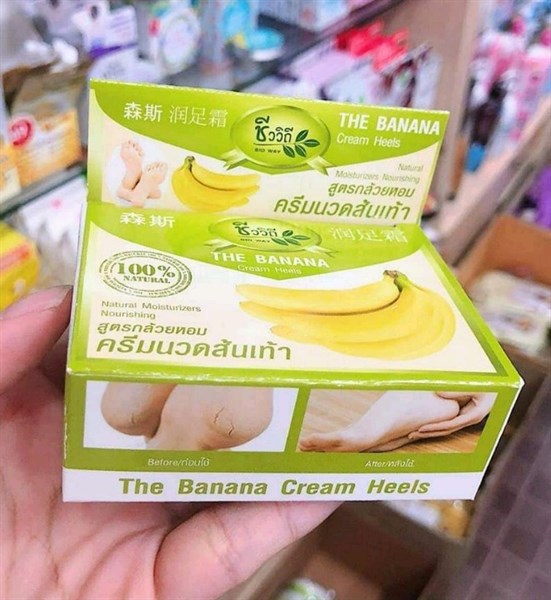 森斯 润足霜
ชีววิถี
BIO WAY
THE BANANA
Cream Heels
Natural
Moisturizers Nourishing
สูตรกล้วยหอม
ครีมนวดส้นเท้า
森斯
ชีววิถี
BIO WAY
润足霜
THE BANANA
Cream Heels
100%
NATURAL
Natural Moisturizers
Nourishing
สูตรกล้วยหอม
ครีมนวดส้นเท้า
Before/ก่อนใช้
After/หลังใช้
The Banana Cream Heels